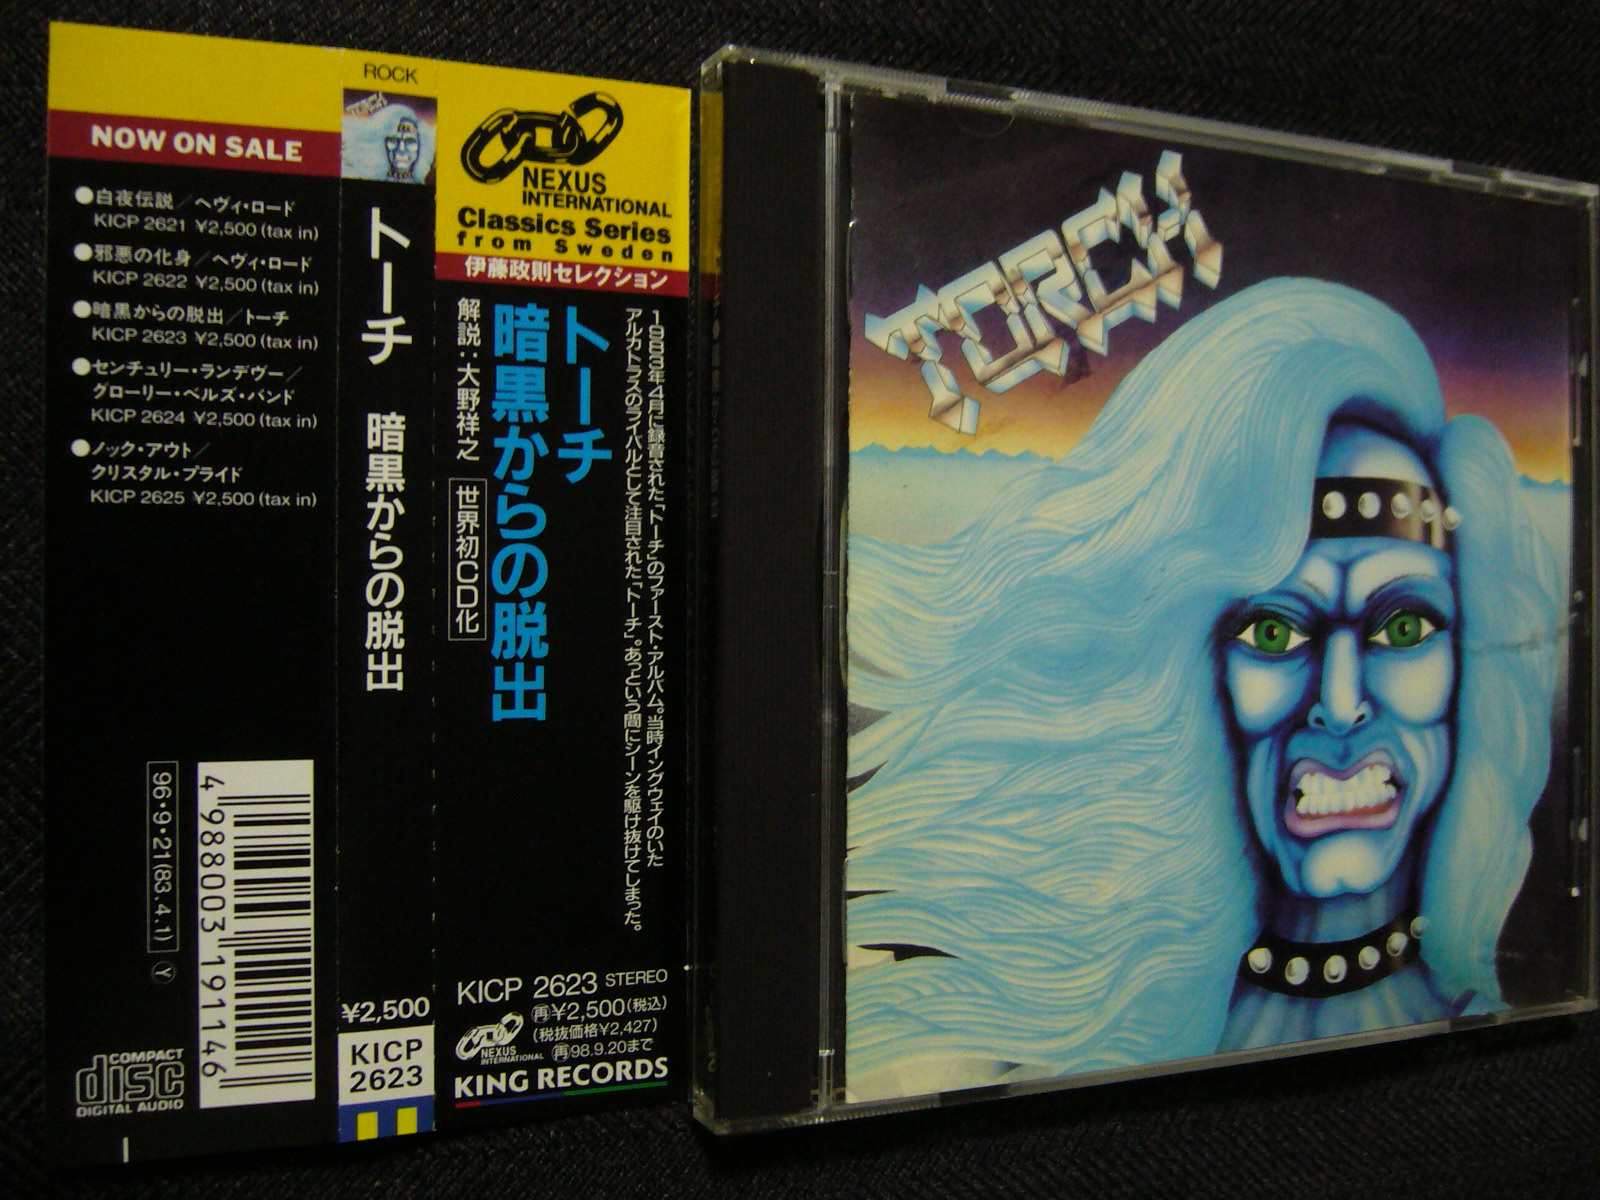 NOW ON SALE
●白夜伝説／ヘヴィ・ロード
KICP 2621 ¥2,500 (tax in)
●邪悪の化身／ヘヴィ・ロード
KICP 2622 ¥2,500 (tax in)
●暗黒からの脱出／トーチ
KICP 2623 ¥2,500 (tax in)
●センチュリー・ランデヴー／
グローリー・ベルズ・バンド
KICP 2624 ¥2,500 (tax in)
●ノック・アウト／
クリスタル・プライド
KICP 2625 ¥2,500 (tax in)
96・9・21(83.4.1) Ⓨ
4 988003 191146
COMPACT
disc
DIGITAL AUDIO
ROCK
TORCH
トーチ 暗黒からの脱出
¥2,500
KICP
2623
NEXUS
INTERNATIONAL
Classics Series
from Sweden
伊藤政則セレクション
1983年4月に録音された「トーチ」のファースト・アルバム。当時イングウェイのいた
アルカトラスのライバルとして注目された「トーチ」。あっという間にシーンを駆け抜けてしまった。
トーチ
暗黒からの脱出
解説：大野祥之
世界初CD化
KICP 2623 STEREO
再¥2,500(税込)
(税抜価格¥2,427)
再98.9.20まで
NEXUS
INTERNATIONAL
KING RECORDS
TORCH